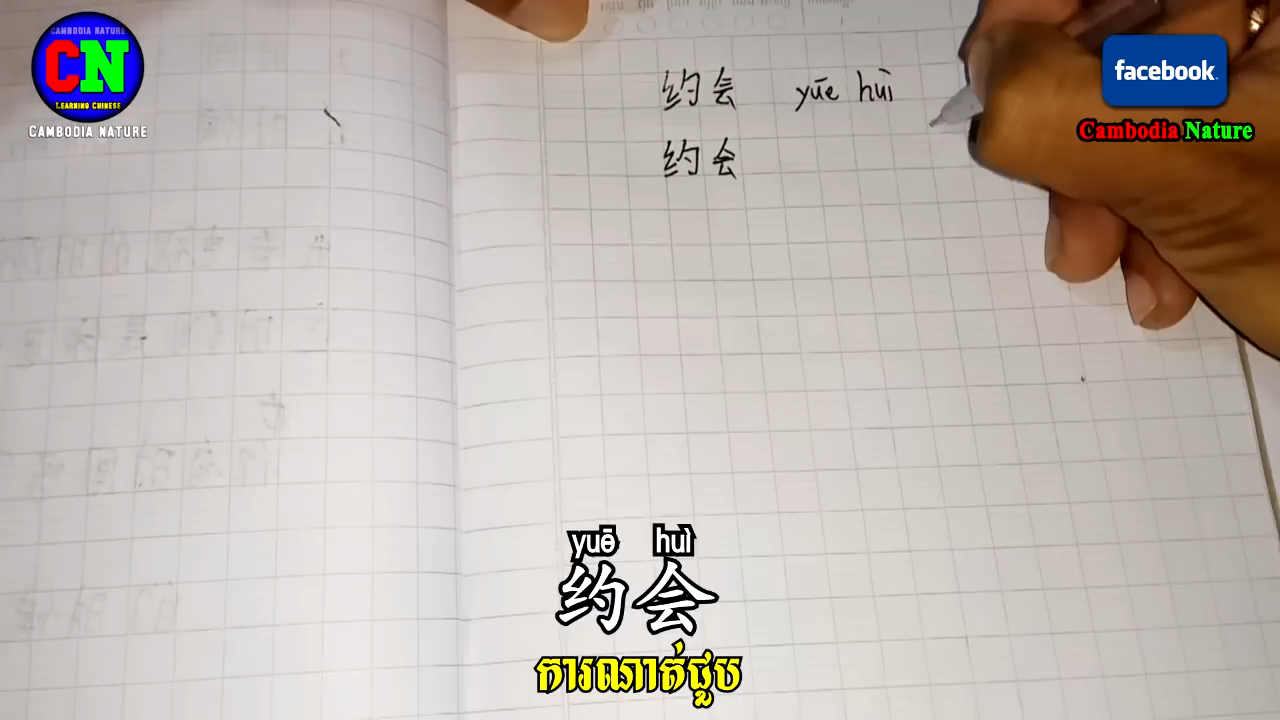 CAMBODIA NATURE
CN
LEARNING CHINESE
CAMBODIA NATURE
facebook
Cambodia Nature
约会 yūe huì
约会
yuē huì
约会
ការណាត់ជួប